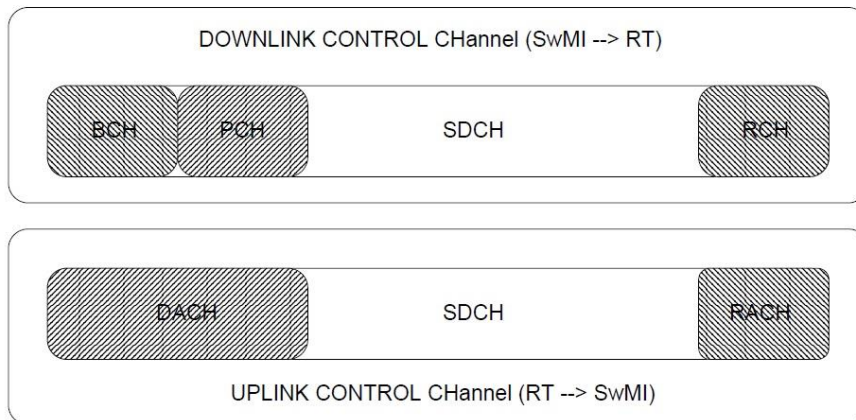 DOWNLINK CONTROL CHannel (SwMI --> RT)
BCH PCH SDCH RCH
DACH SDCH RACH
UPLINK CONTROL CHannel (RT --> SwMI)